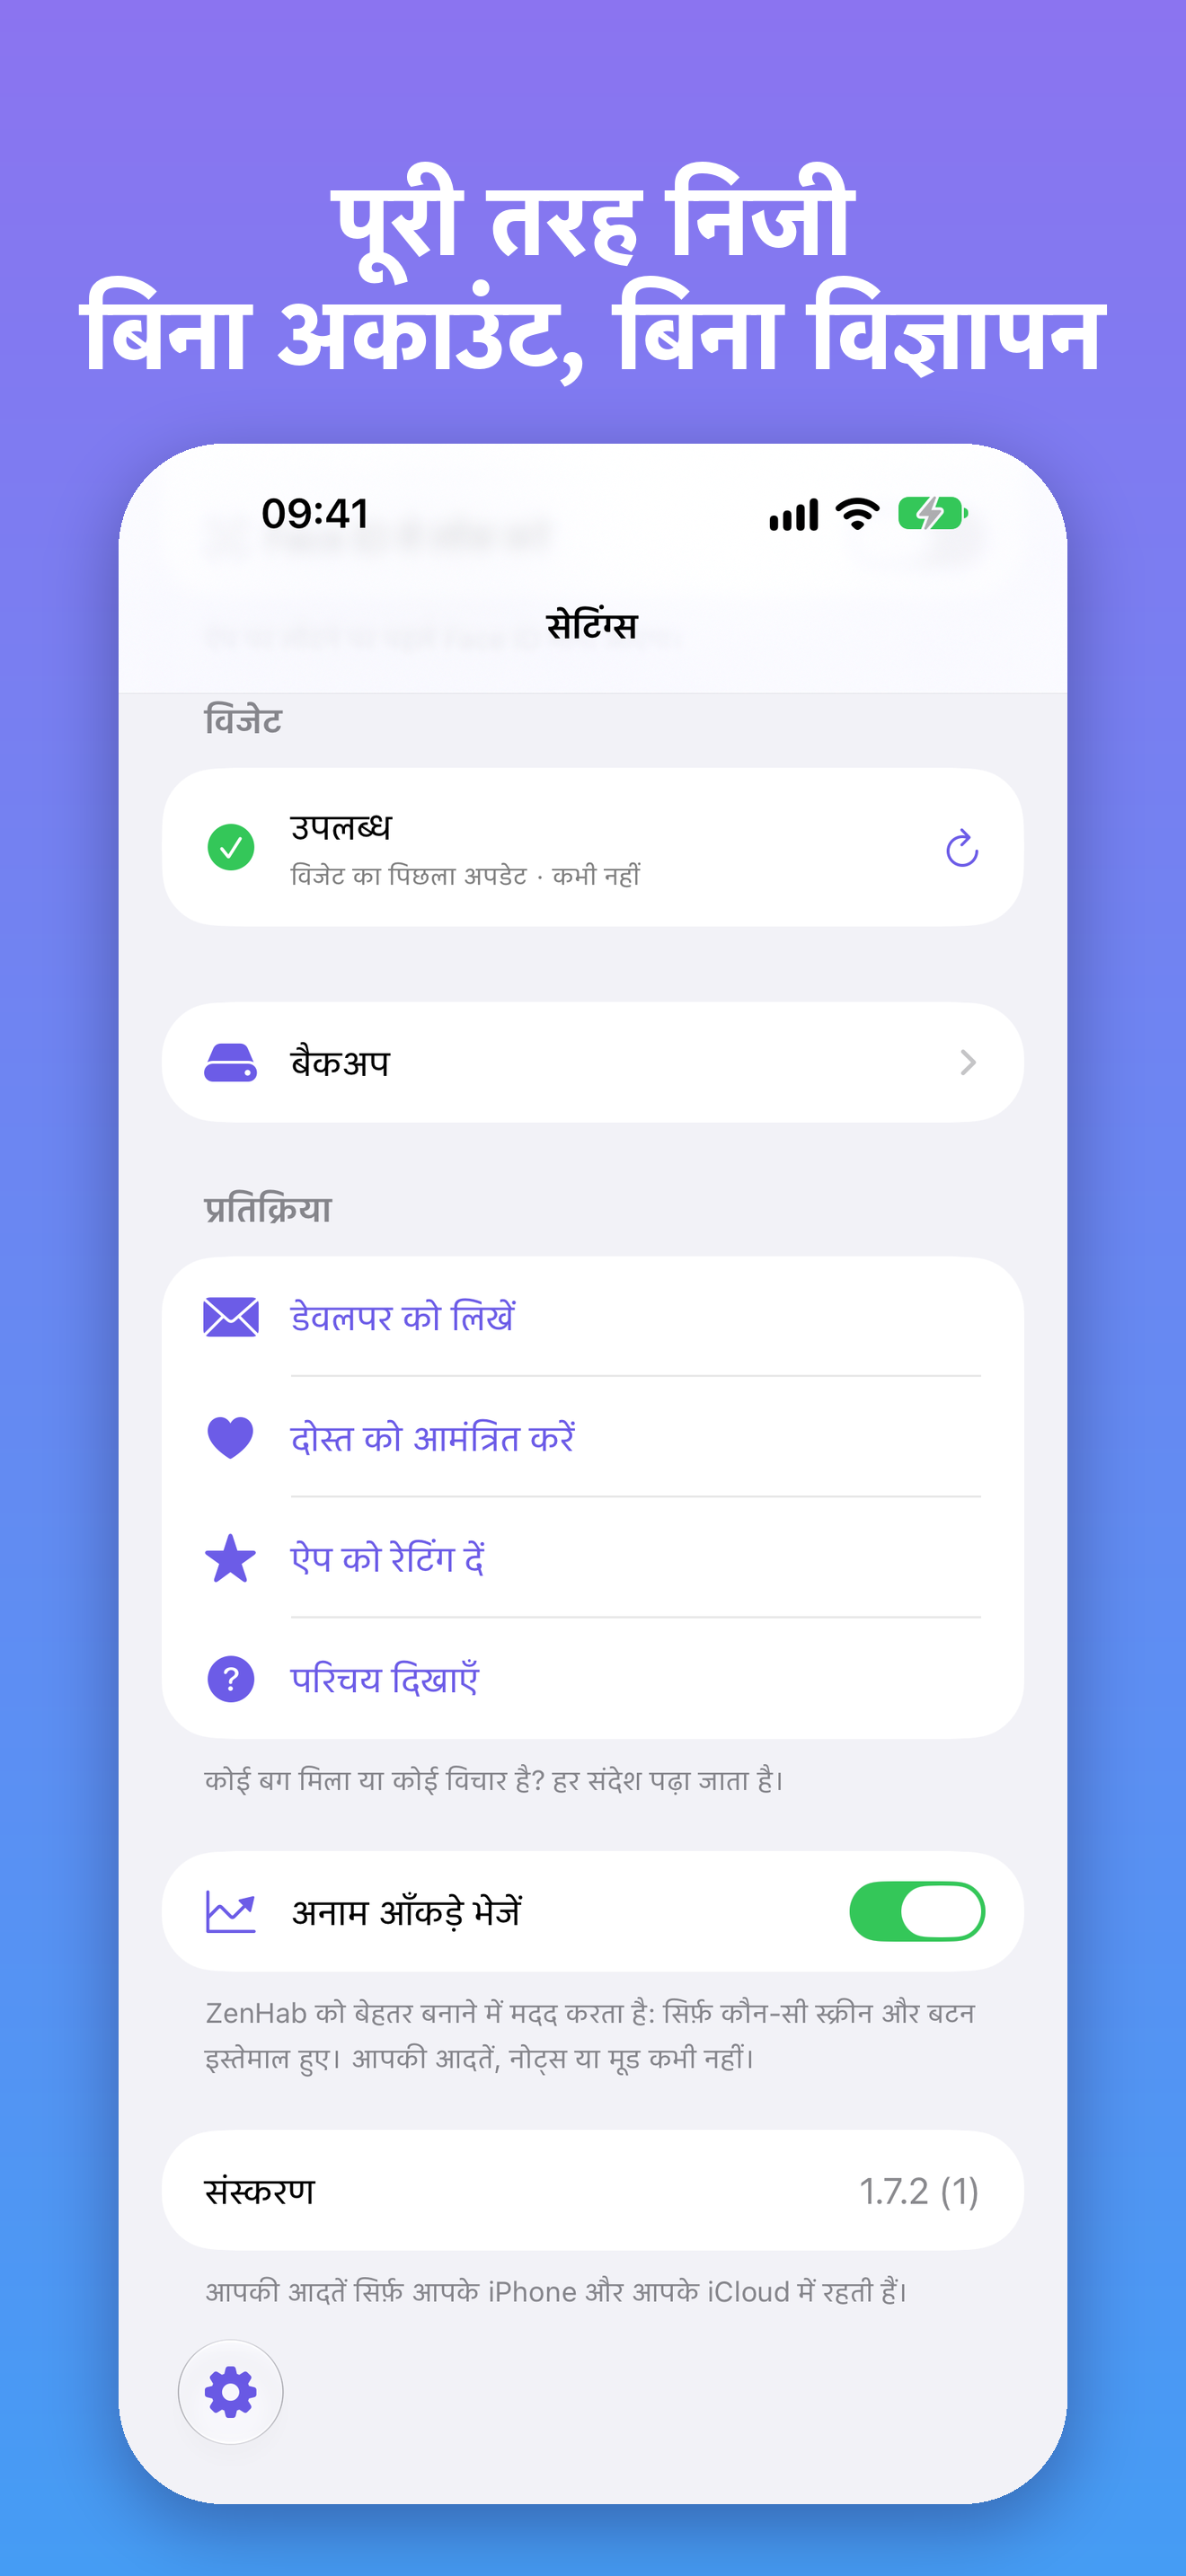 पूरी तरह निजी
बिना अकाउंट, बिना विज्ञापन
09:41
सेटिंग्स
विजेट
उपलब्ध
विजेट का पिछला अपडेट · कभी नहीं
बैकअप
प्रतिक्रिया
डेवलपर को लिखें
दोस्त को आमंत्रित करें
ऐप को रेटिंग दें
परिचय दिखाएँ
कोई बग मिला या कोई विचार है? हर संदेश पढ़ा जाता है।
अनाम आँकड़े भेजें
ZenHab को बेहतर बनाने में मदद करता है: सिर्फ़ कौन-सी स्क्रीन और बटन
इस्तेमाल हुए। आपकी आदतें, नोट्स या मूड कभी नहीं।
संस्करण 1.7.2 (1)
आपकी आदतें सिर्फ़ आपके iPhone और आपके iCloud में रहती हैं।